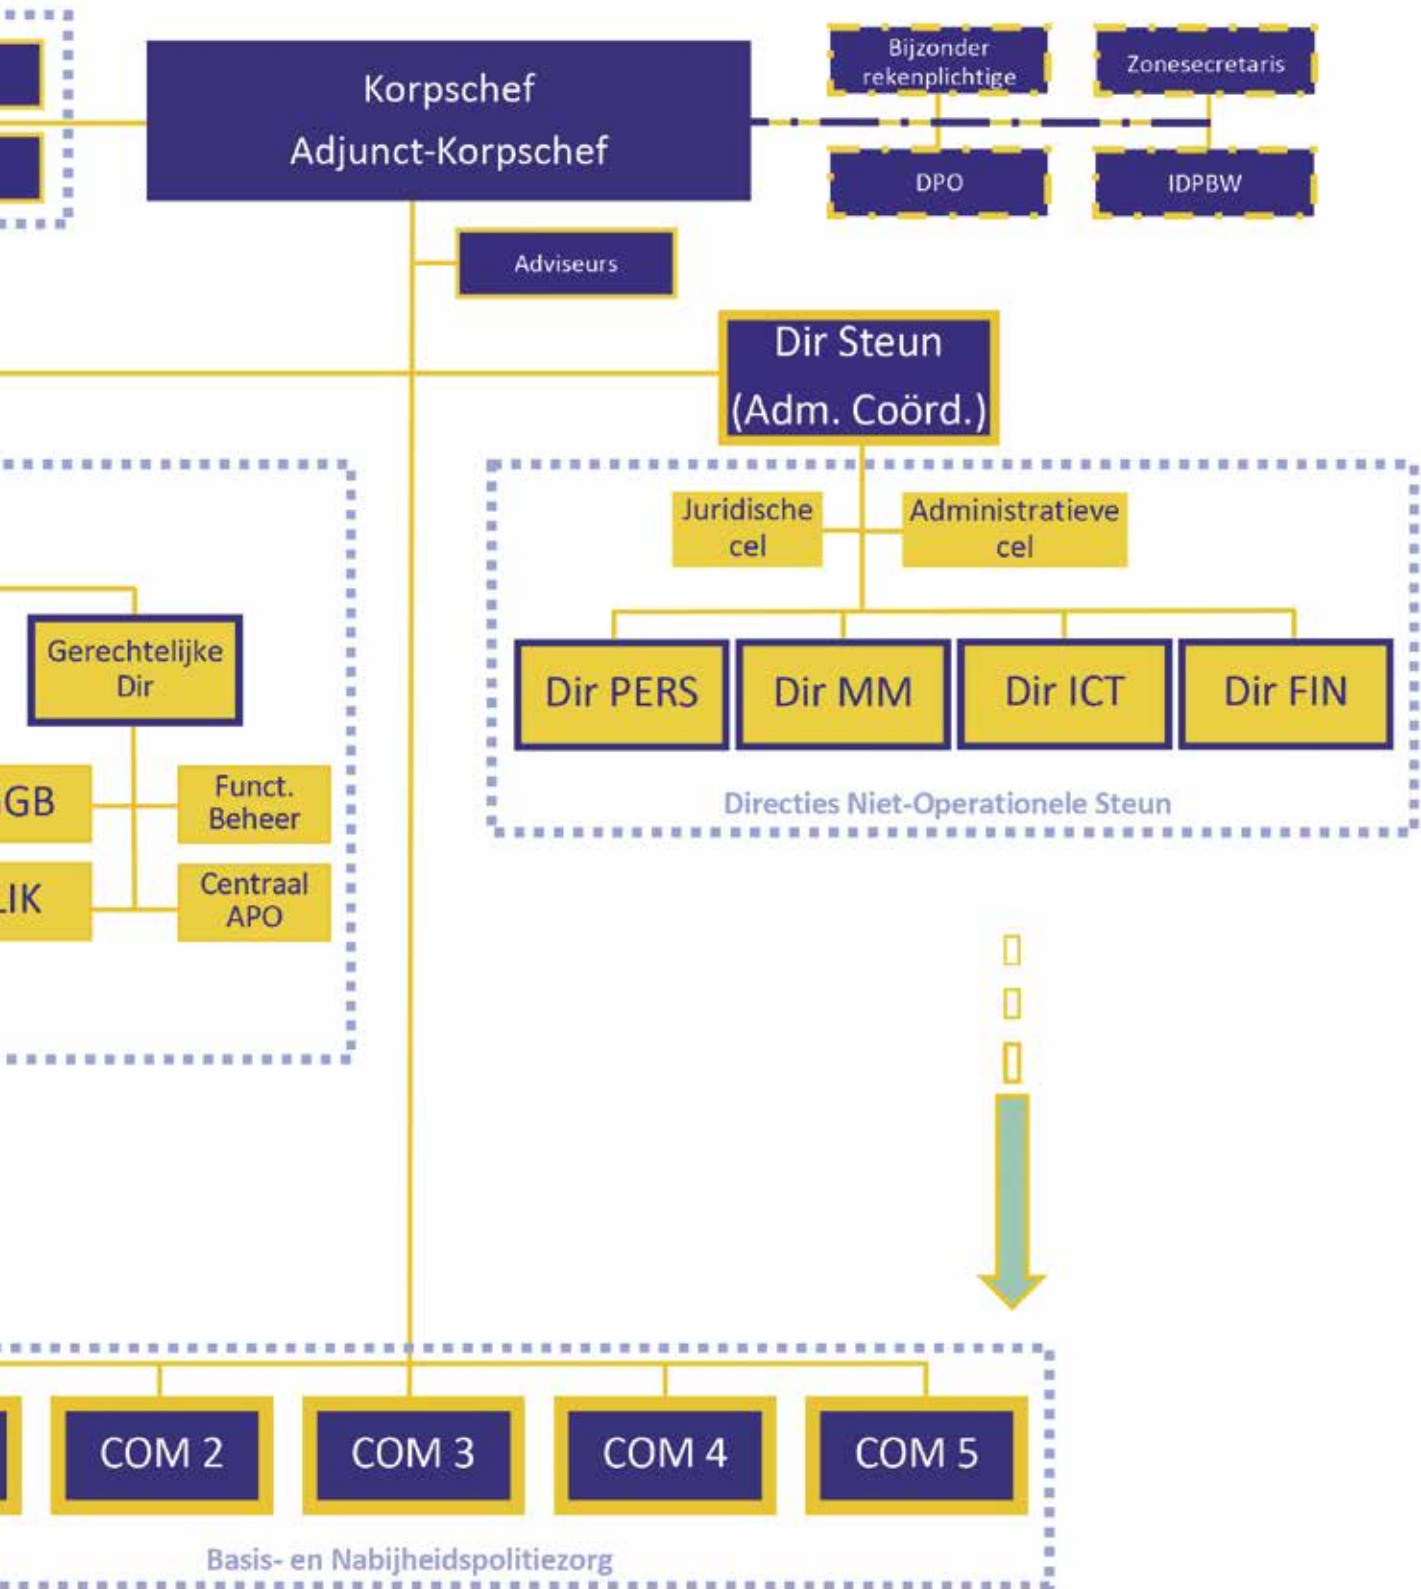 Korpschef
Adjunct-Korpschef
Bijzonder
rekenplichtige
Zonesecretaris
DPO
IDPBW
Adviseurs
Dir Steun
(Adm. Coörd.)
Juridische
cel
Administratieve
cel
Gerechtelijke
Dir
Dir PERS
Dir MM
Dir ICT
Dir FIN
Funct.
Beheer
Directies Niet-Operationele Steun
Centraal
APO
COM 2
COM 3
COM 4
COM 5
Basis- en Nabijheidspolitiezorg